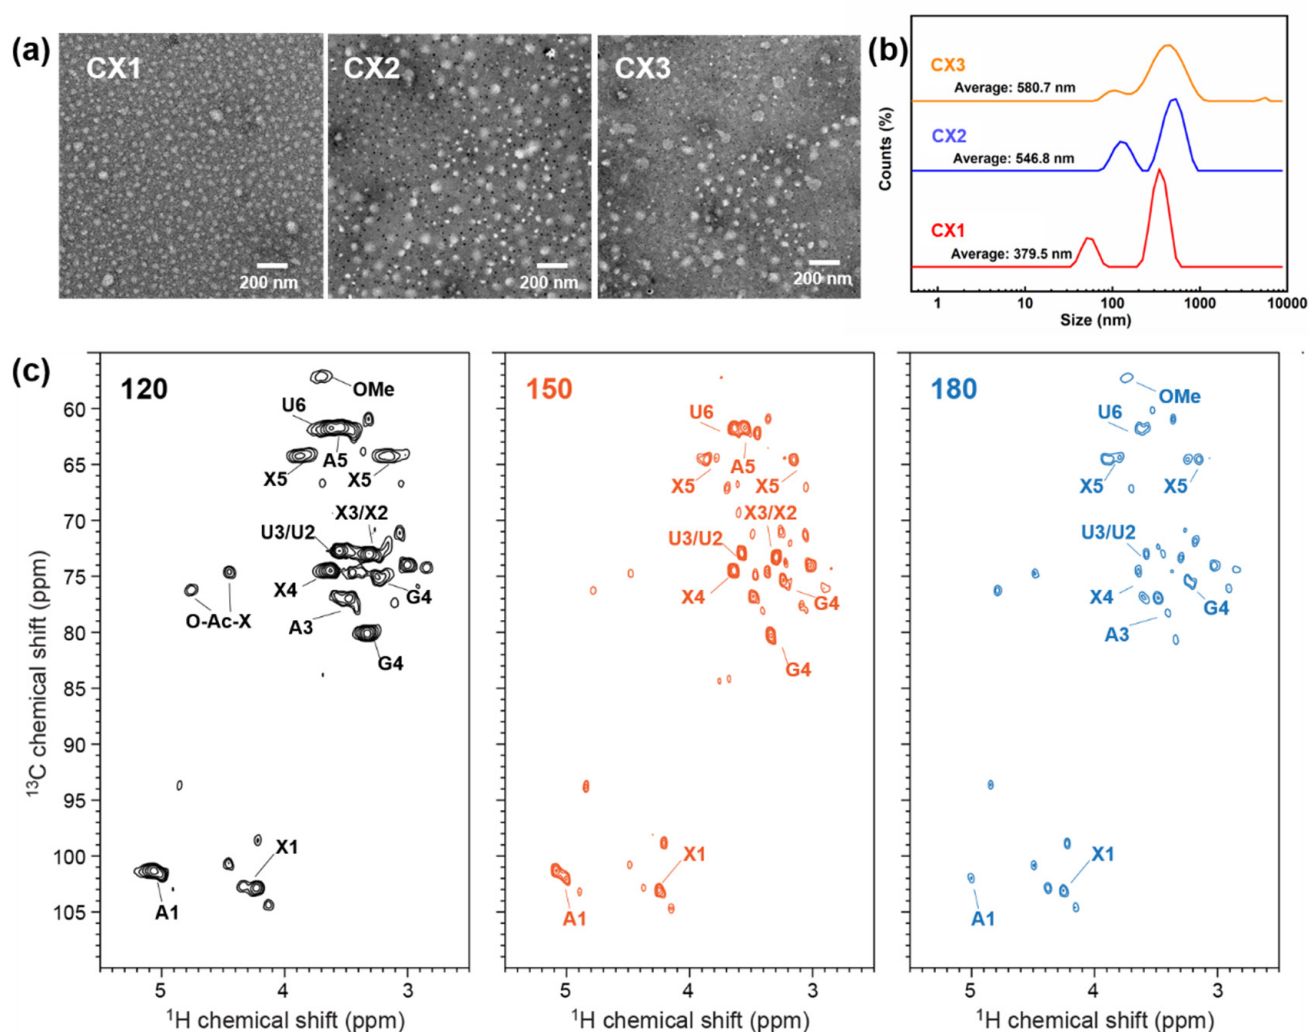 (a)
CX1
200 nm
CX2
200 nm
CX3
200 nm
(b)
CX3
Average: 580.7 nm
CX2
Average: 546.8 nm
CX1
Average: 379.5 nm
Counts (%)
1 10 100 1000 10000
Size (nm)
(c)
120
OMe
U6
A5
X5 X5
X3/X2
U3/U2
X4
G4
O-Ac-X
A3
G4
X1
A1
60
65
70
75
80
85
90
95
100
105
13C chemical shift (ppm)
5 4 3
1H chemical shift (ppm)
150
U6
A5
X5 X5
X3/X2
U3/U2
X4
G4
G4
X1
A1
5 4 3
1H chemical shift (ppm)
180
OMe
U6
X5 X5
U3/U2
X4
G4
A3
X1
A1
5 4 3
1H chemical shift (ppm)